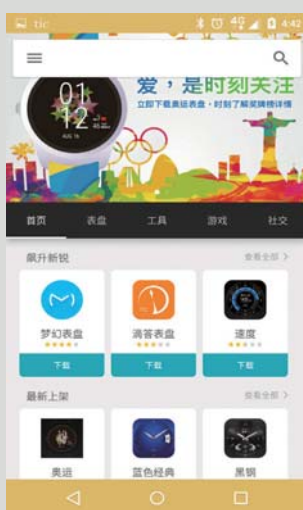 tic
4G
4:42
爱，是时刻关注
立即下载奥运表盘，时刻了解奖牌榜详情
01
12
AUG 16
首页 表盘 工具 游戏 社交
飙升新锐 查看全部 >
梦幻表盘 滴答表盘 速度
下载 下载 下载
最新上架 查看全部 >
奥运 蓝色经典 黑钢